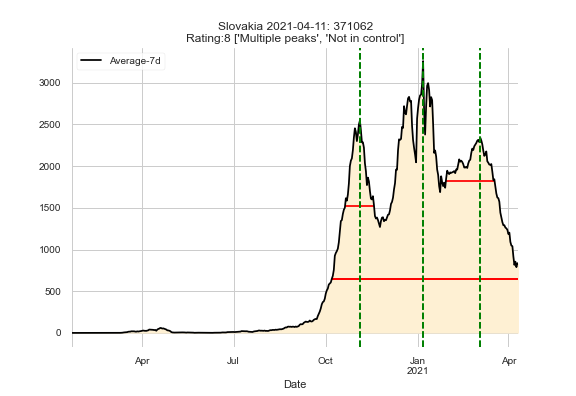 Slovakia 2021-04-11: 371062
Rating:8 ['Multiple peaks', 'Not in control']
Average-7d
3000
2500
2000
1500
1000
500
0
Apr
Jul
Oct
Jan
2021
Apr
Date